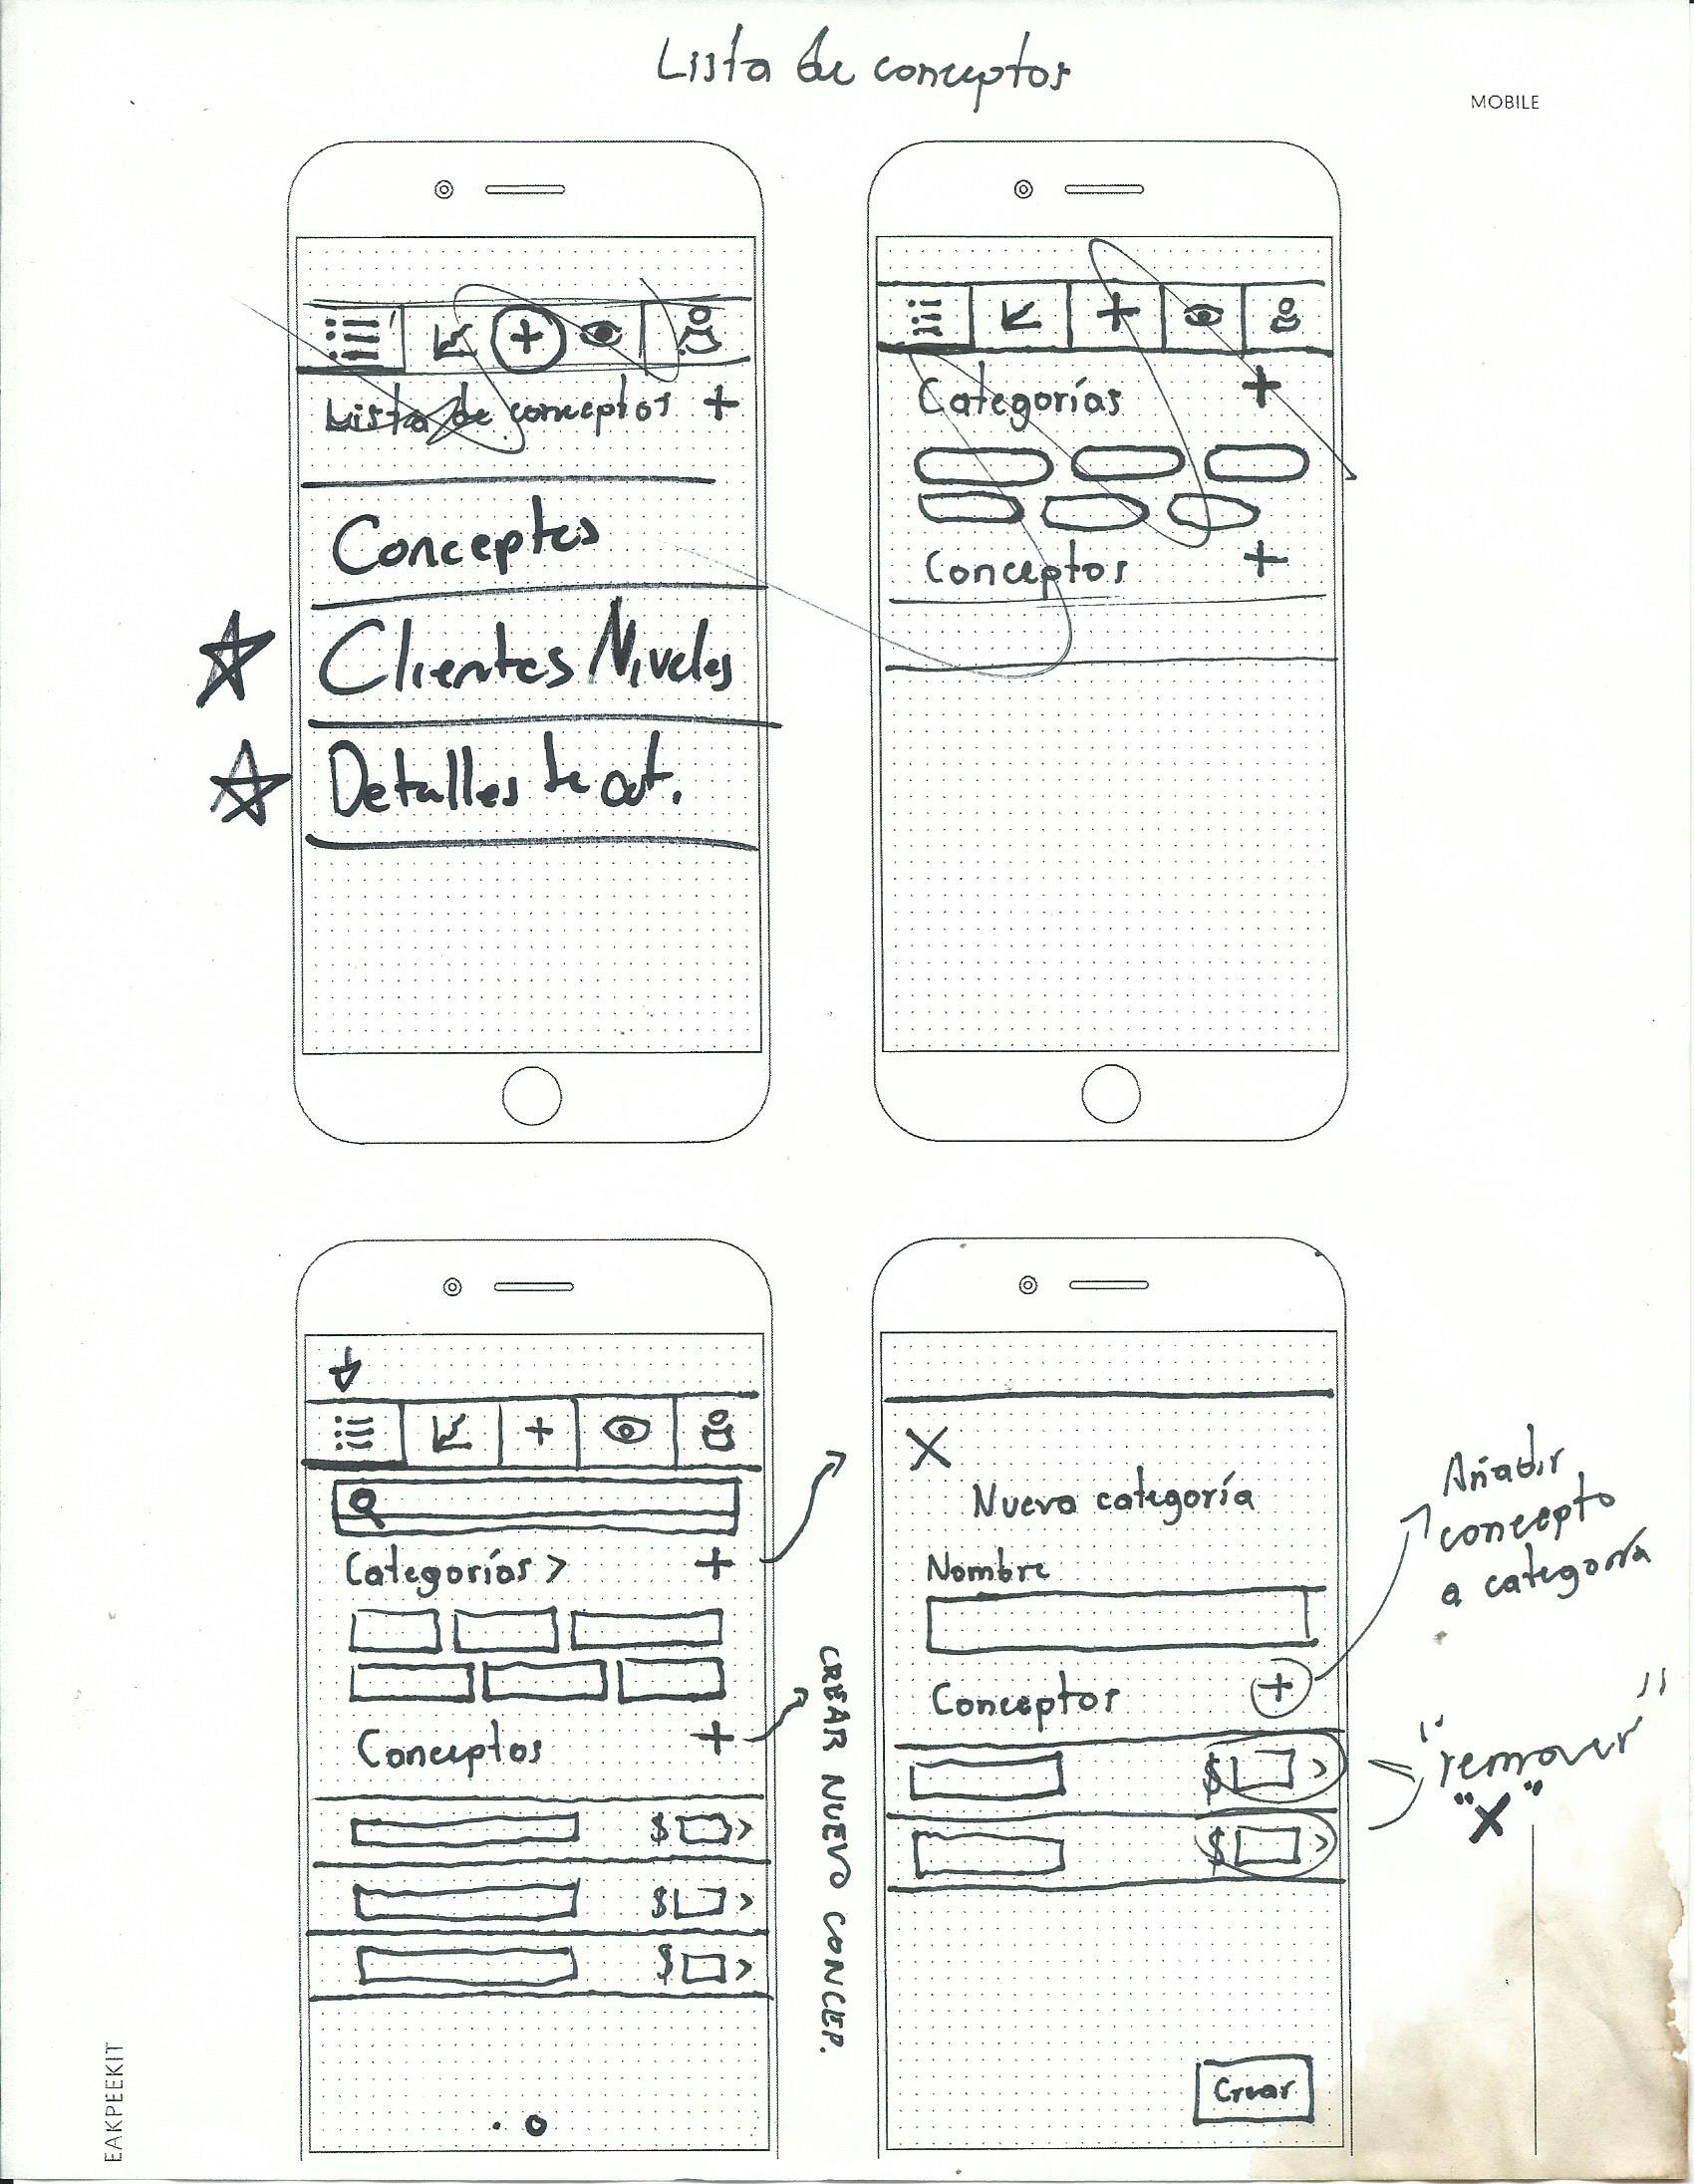 Lista de conceptos
MOBILE
Lista de conceptos +
Conceptos
Clientes Niveles
Detalles de cot.
+
Categorías +
Conceptos +
+
Categorías > +
Conceptos +
$ >
$ >
$ >
CREAR NUEVO CONCEP.
X
Nueva categoría
Nombre
Conceptos +
$ >
$ >
Crear
Añadir
concepto
a categoría
"remover"
"X"
EAKPEEKIT